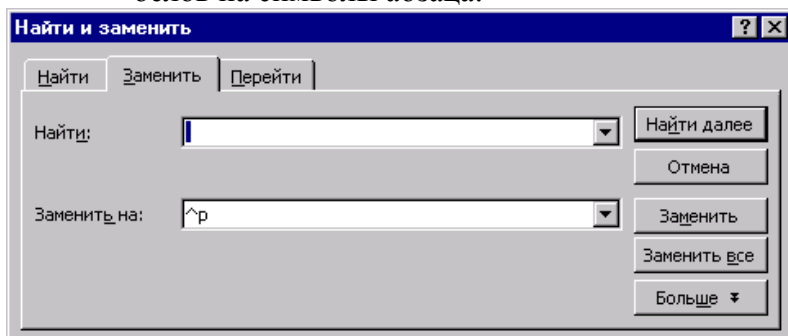 Найти и заменить
Найти Заменить Перейти
Найти: Найти далее
Отмена
Заменить на: ^p Заменить
Заменить все
Больше